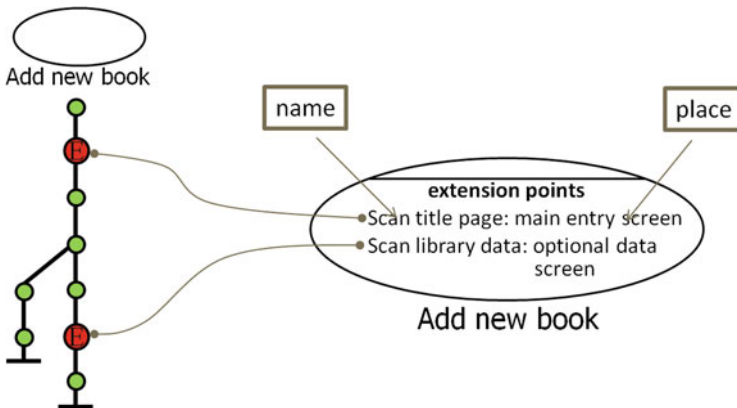 Add new book
E
E
name
place
extension points
Scan title page: main entry screen
Scan library data: optional data
screen
Add new book